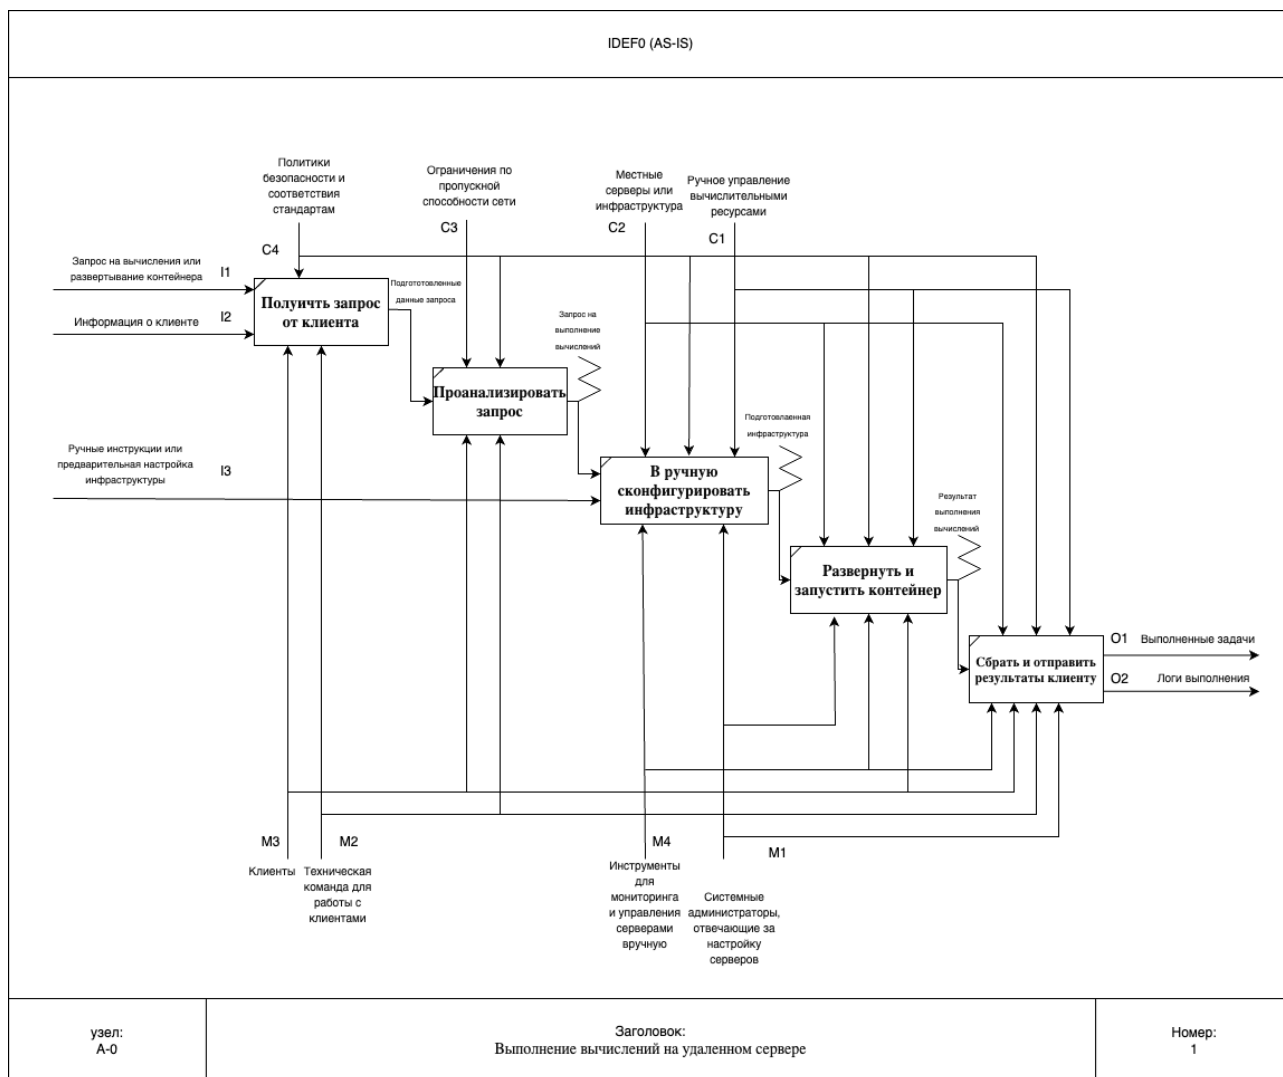 IDEF0 (AS-IS)
Политики
безопасности и
соответствия
стандартам
Ограничения по
пропускной
способности сети
Местные
серверы или
инфраструктура
Ручное управление
вычислительными
ресурсами
C4
C3
C2
C1
Запрос на вычисления или
развертывание контейнера
I1
Информация о клиенте
I2
Полуичть запрос
от клиента
Подгототовленные
данные запроса
Запрос на
выполнение
вычислений
Проанализировать
запрос
Ручные инструкции или
предварительная настройка
инфраструктуры
I3
В ручную
сконфигурировать
инфраструктуру
Подготовлаенная
инфраструктура
Результат
выполнения
вычислений
Развернуть и
запустить контейнер
Сбрать и отправить
результаты клиенту
O1
Выполненные задачи
O2
Логи выполнения
M3
M2
M4
M1
Клиенты
Техническая
команда для
работы с
клиентами
Инструменты
для
мониторинга
и управления
серверами
вручную
Системные
администраторы,
отвечающие за
настройку
серверов
узел:
A-0
Заголовок:
Выполнение вычислений на удаленном сервере
Номер:
1